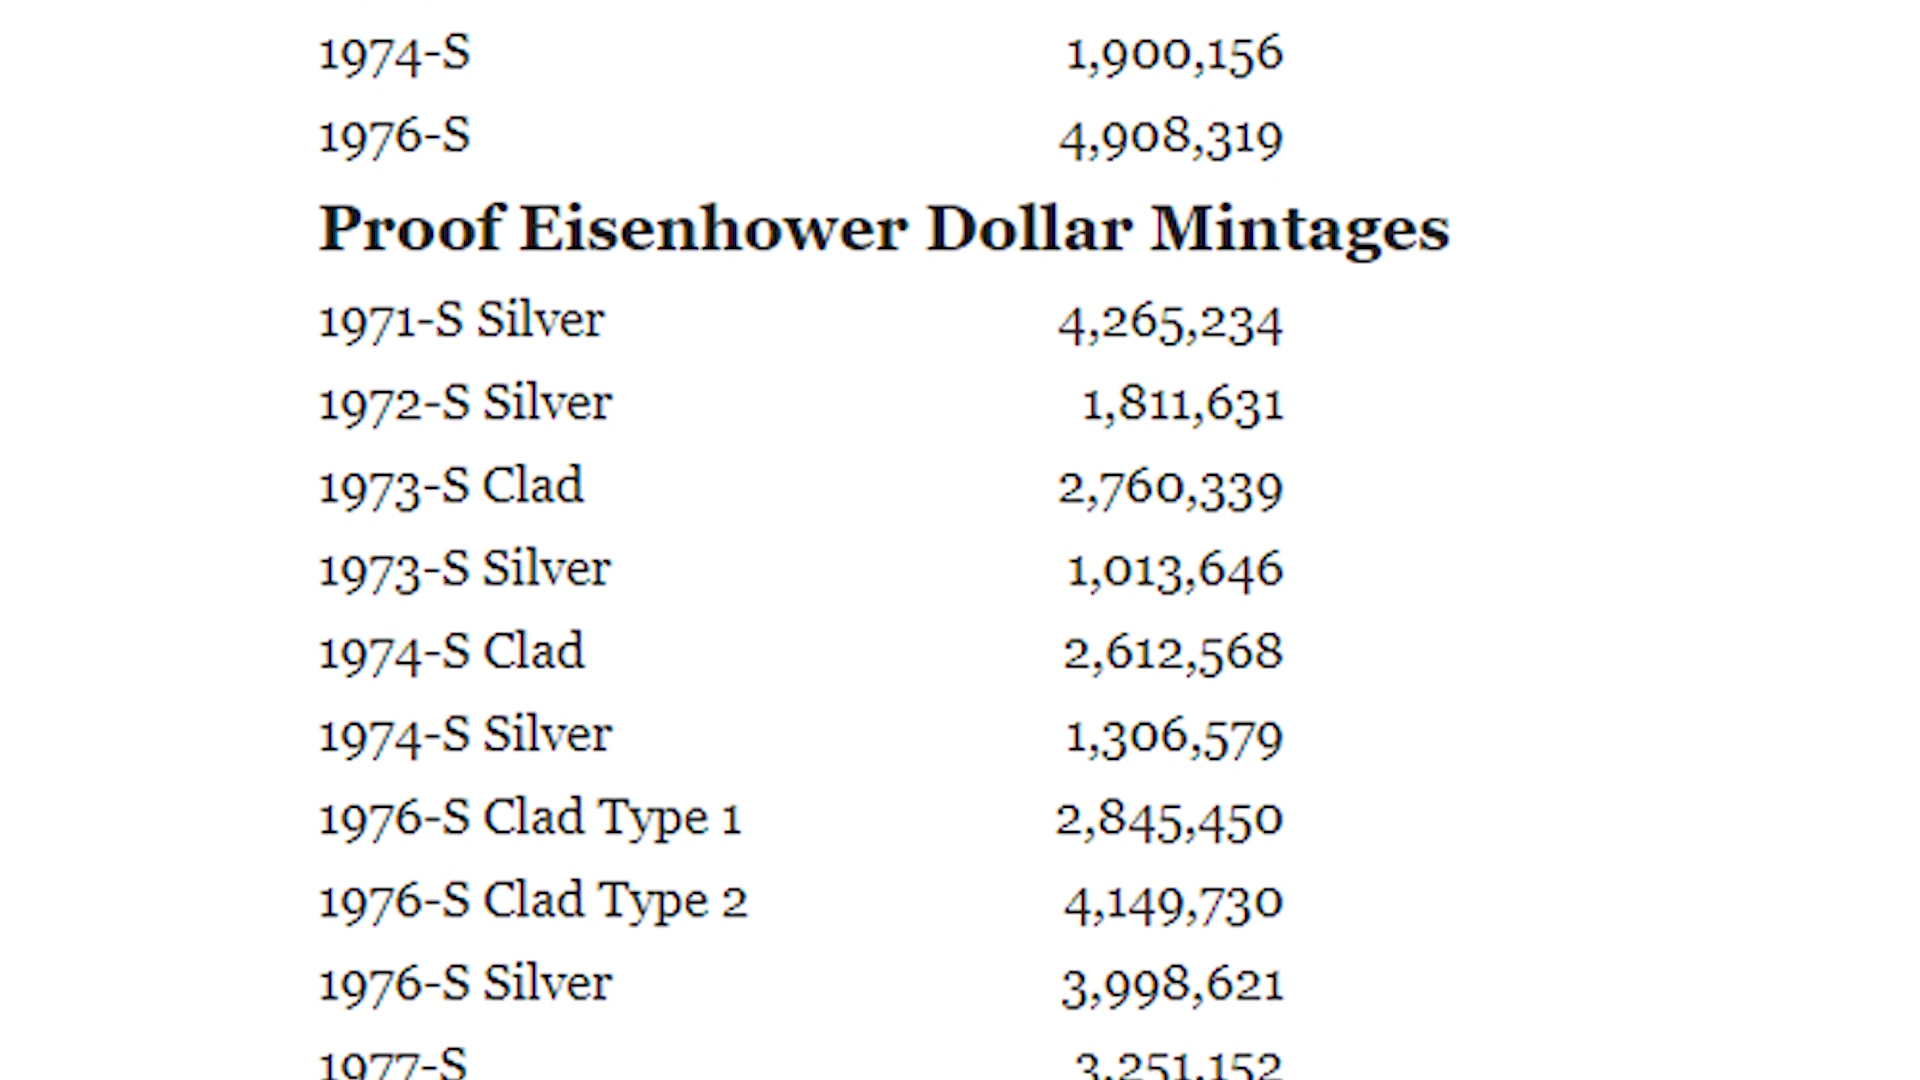 1974-S 1,900,156
1976-S 4,908,319
Proof Eisenhower Dollar Mintages
1971-S Silver 4,265,234
1972-S Silver 1,811,631
1973-S Clad 2,760,339
1973-S Silver 1,013,646
1974-S Clad 2,612,568
1974-S Silver 1,306,579
1976-S Clad Type 1 2,845,450
1976-S Clad Type 2 4,149,730
1976-S Silver 3,998,621
1977-S 3,251,152